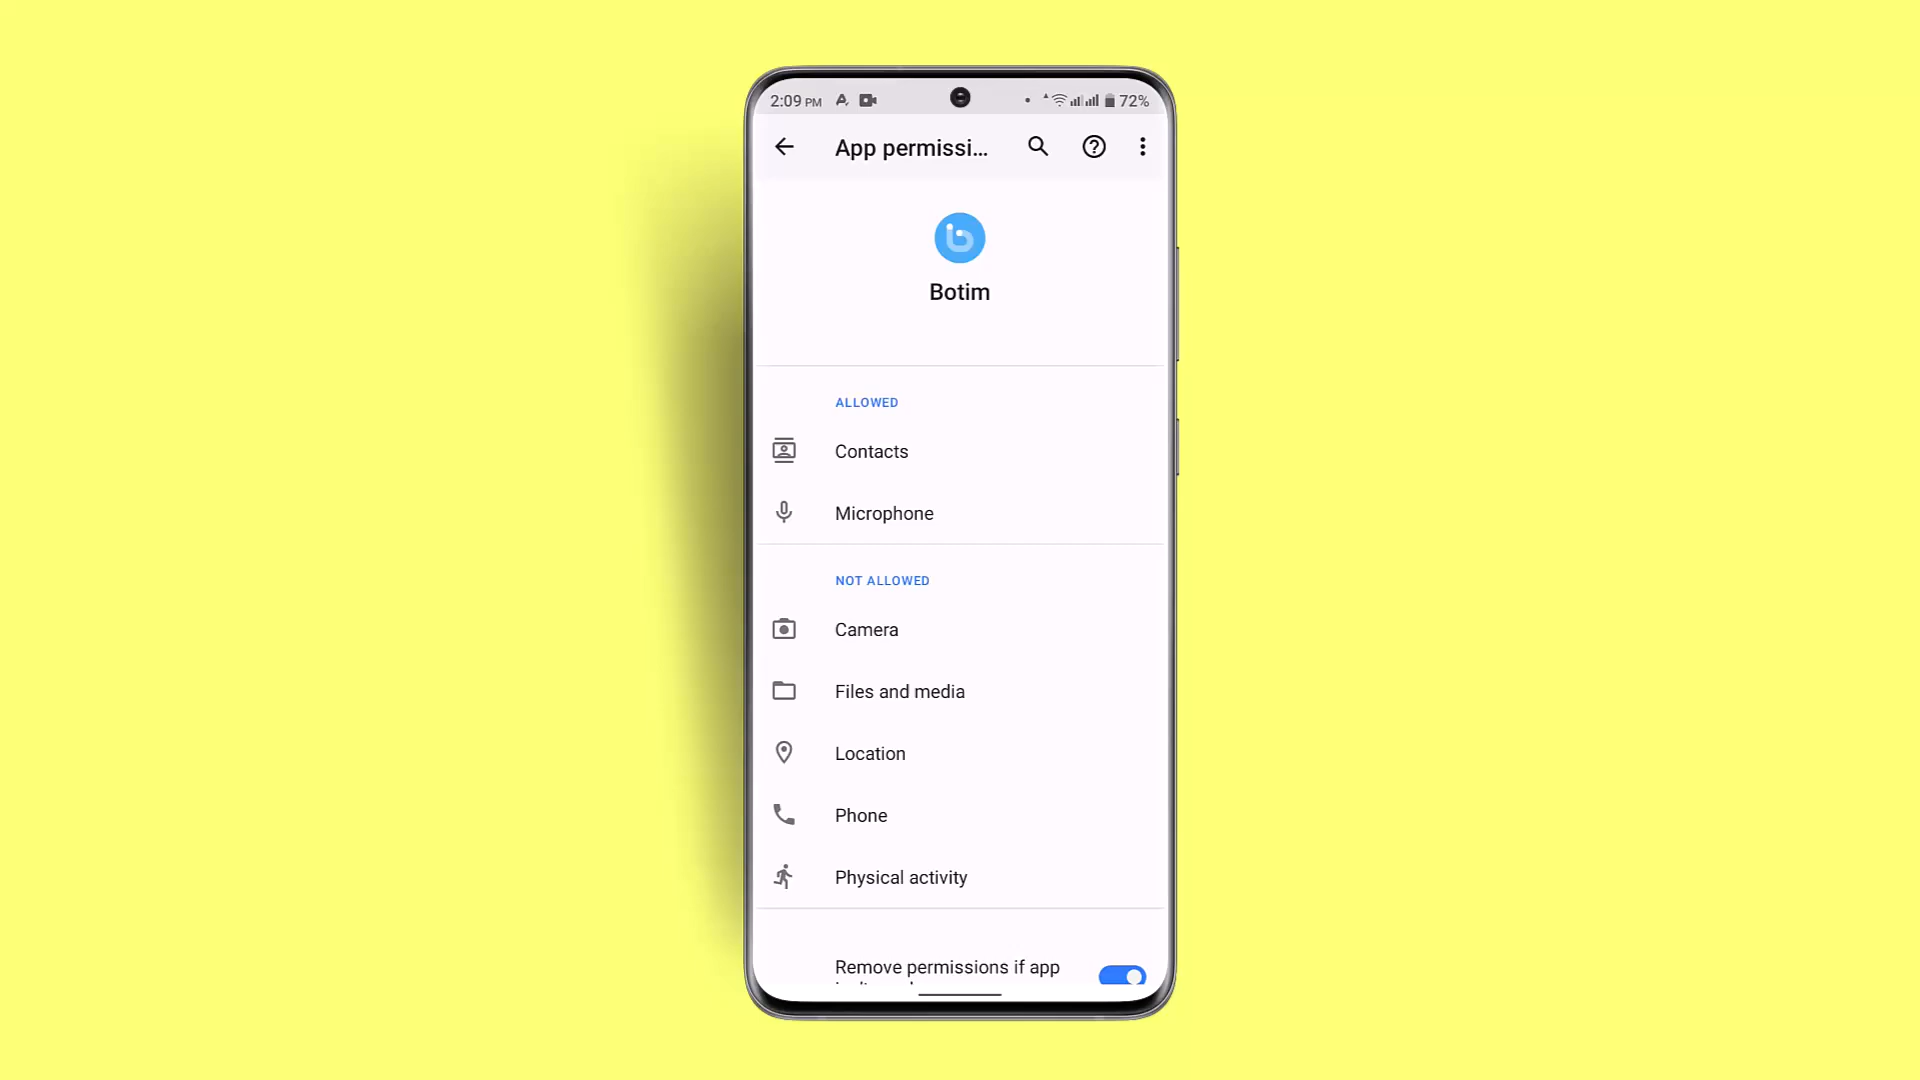 2:09 PM 72%
App permissi...
Botim
ALLOWED
Contacts
Microphone
NOT ALLOWED
Camera
Files and media
Location
Phone
Physical activity
Remove permissions if app